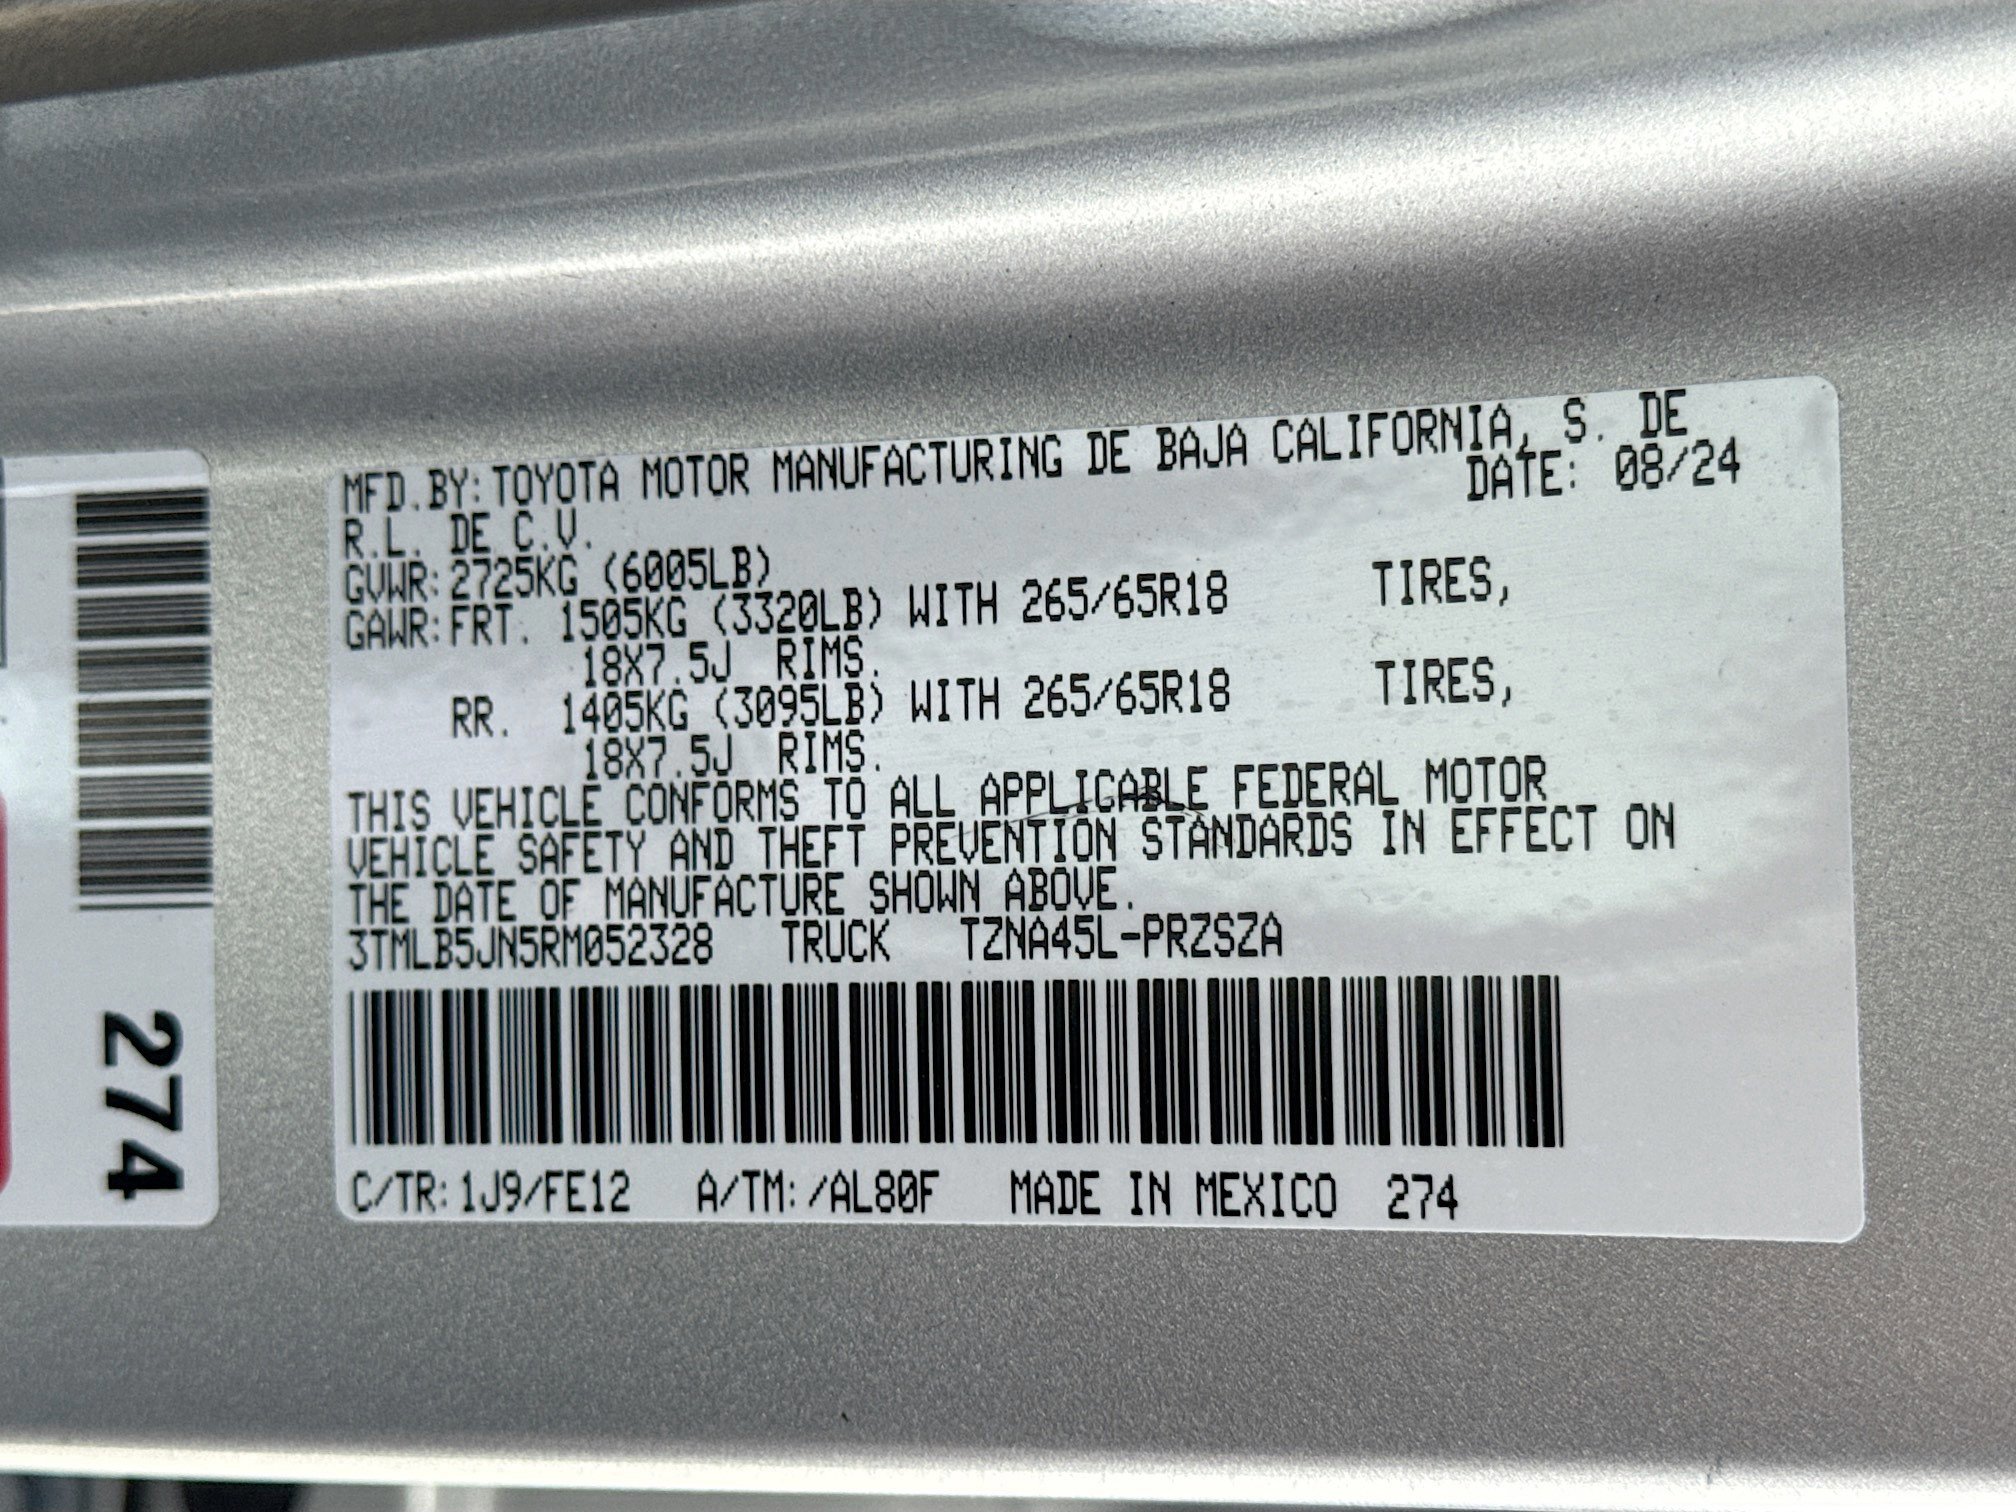 MFD.BY:TOYOTA MOTOR MANUFACTURING DE BAJA CALIFORNIA, S. DE
R.L. DE C.V. DATE: 08/24
GVWR:2725KG (6005LB)
GAWR:FRT. 1505KG (3320LB) WITH 265/65R18 TIRES,
18X7.5J RIMS.
RR. 1405KG (3095LB) WITH 265/65R18 TIRES,
18X7.5J RIMS.
THIS VEHICLE CONFORMS TO ALL APPLICABLE FEDERAL MOTOR
VEHICLE SAFETY AND THEFT PREVENTION STANDARDS IN EFFECT ON
THE DATE OF MANUFACTURE SHOWN ABOVE.
3TMLB5JN5RM052328 TRUCK TZNA45L-PRZSZA
C/TR:1J9/FE12 A/TM:/AL80F MADE IN MEXICO 274
274